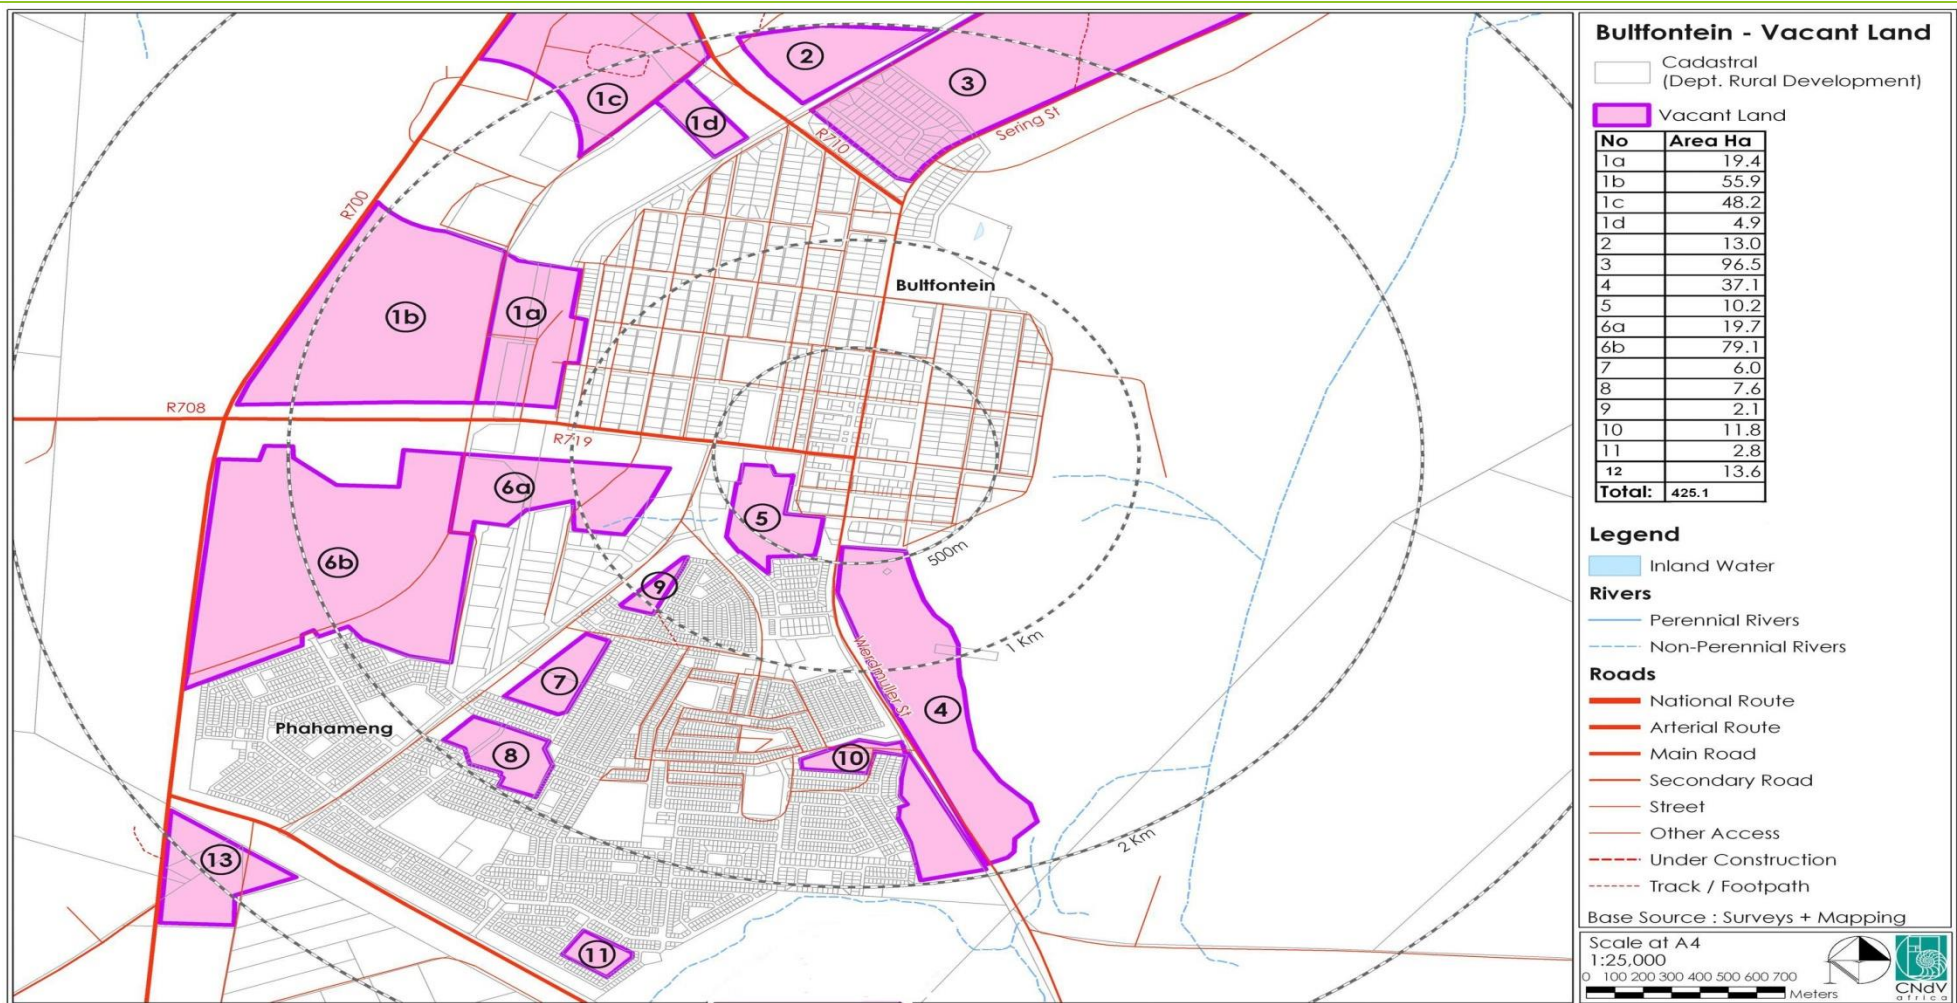 2
3
1c
1d
R710
Sering St
R700
Bultfontein
1b
1a
R708
R719
6a
5
500m
6b
9
1 Km
Werdmuller St
7
4
Phahameng
8
10
2 Km
13
11
Bultfontein - Vacant Land
Cadastral
(Dept. Rural Development)
Vacant Land
No Area Ha
1a 19.4
1b 55.9
1c 48.2
1d 4.9
2 13.0
3 96.5
4 37.1
5 10.2
6a 19.7
6b 79.1
7 6.0
8 7.6
9 2.1
10 11.8
11 2.8
12 13.6
Total: 425.1
Legend
Inland Water
Rivers
Perennial Rivers
Non-Perennial Rivers
Roads
National Route
Arterial Route
Main Road
Secondary Road
Street
Other Access
Under Construction
Track / Footpath
Base Source : Surveys + Mapping
Scale at A4
1:25,000
0 100 200 300 400 500 600 700
Meters
CNdV
africa